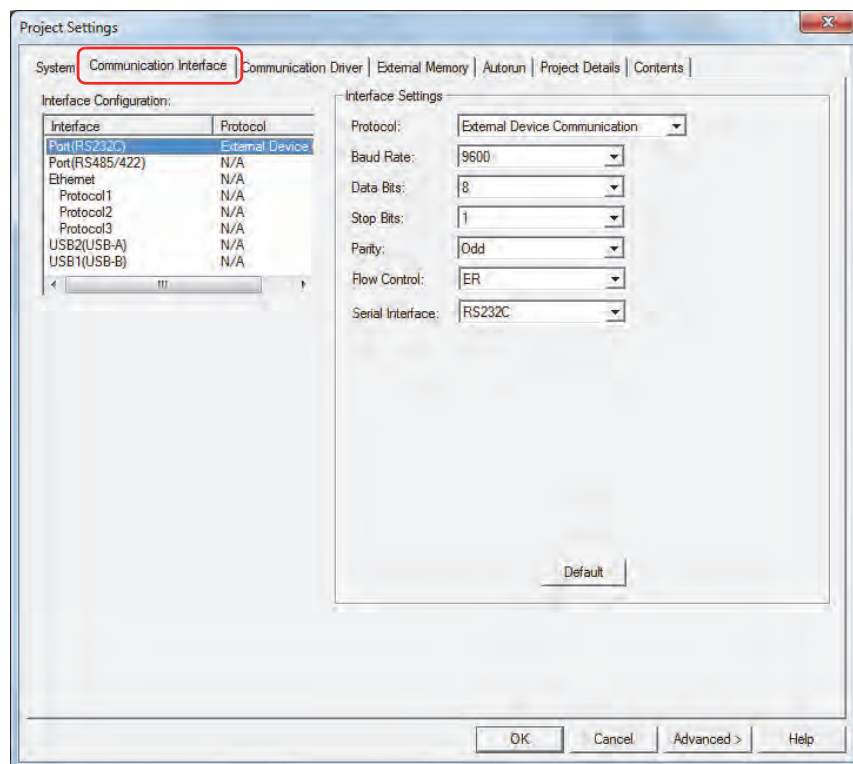 Project Settings
System Communication Interface Communication Driver External Memory Autorun Project Details Contents
Interface Configuration:
Interface Protocol
Port(RS232C) External Device
Port(RS485/422) N/A
Ethernet N/A
Protocol1 N/A
Protocol2 N/A
Protocol3 N/A
USB2(USB-A) N/A
USB1(USB-B) N/A
Interface Settings
Protocol: External Device Communication
Baud Rate: 9600
Data Bits: 8
Stop Bits: 1
Parity: Odd
Flow Control: ER
Serial Interface: RS232C
Default
OK Cancel Advanced > Help